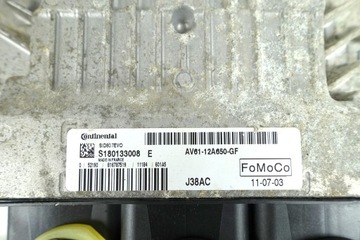 Continental
SID807EVO
S180133008 E
MADE IN FRANCE
AV61-12A650-GF
J38AC
FoMoCo
11-07-03